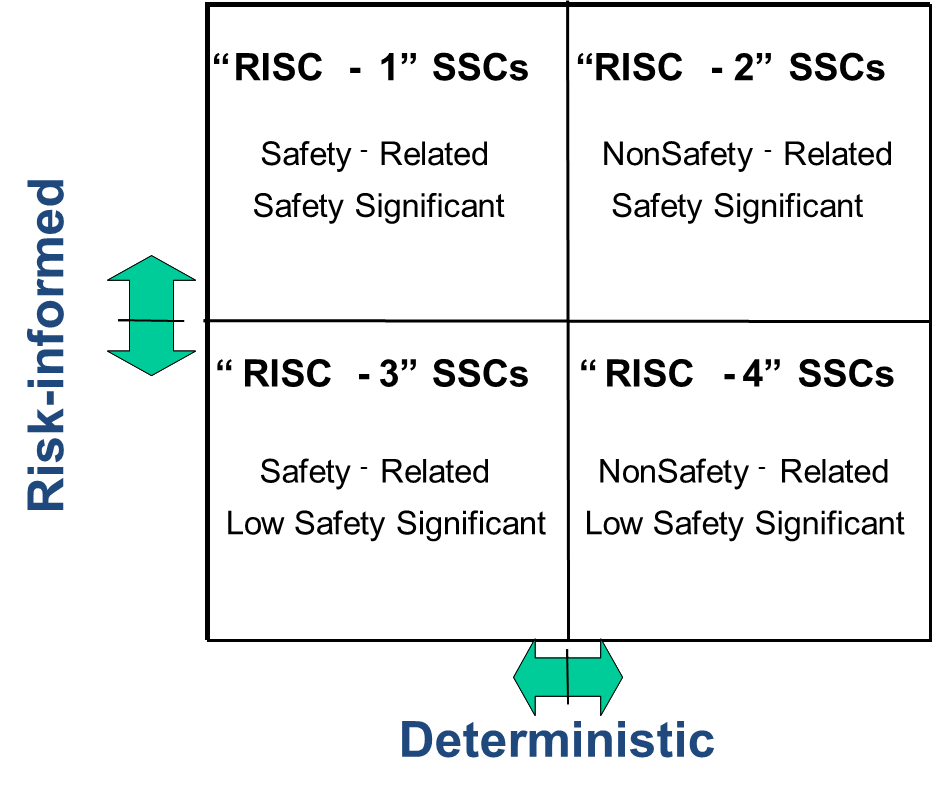 “RISC - 1” SSCs
Safety - Related
Safety Significant
“RISC - 2” SSCs
NonSafety - Related
Safety Significant
Risk-informed
“ RISC - 3” SSCs
Safety - Related
Low Safety Significant
“ RISC - 4” SSCs
NonSafety - Related
Low Safety Significant
Deterministic